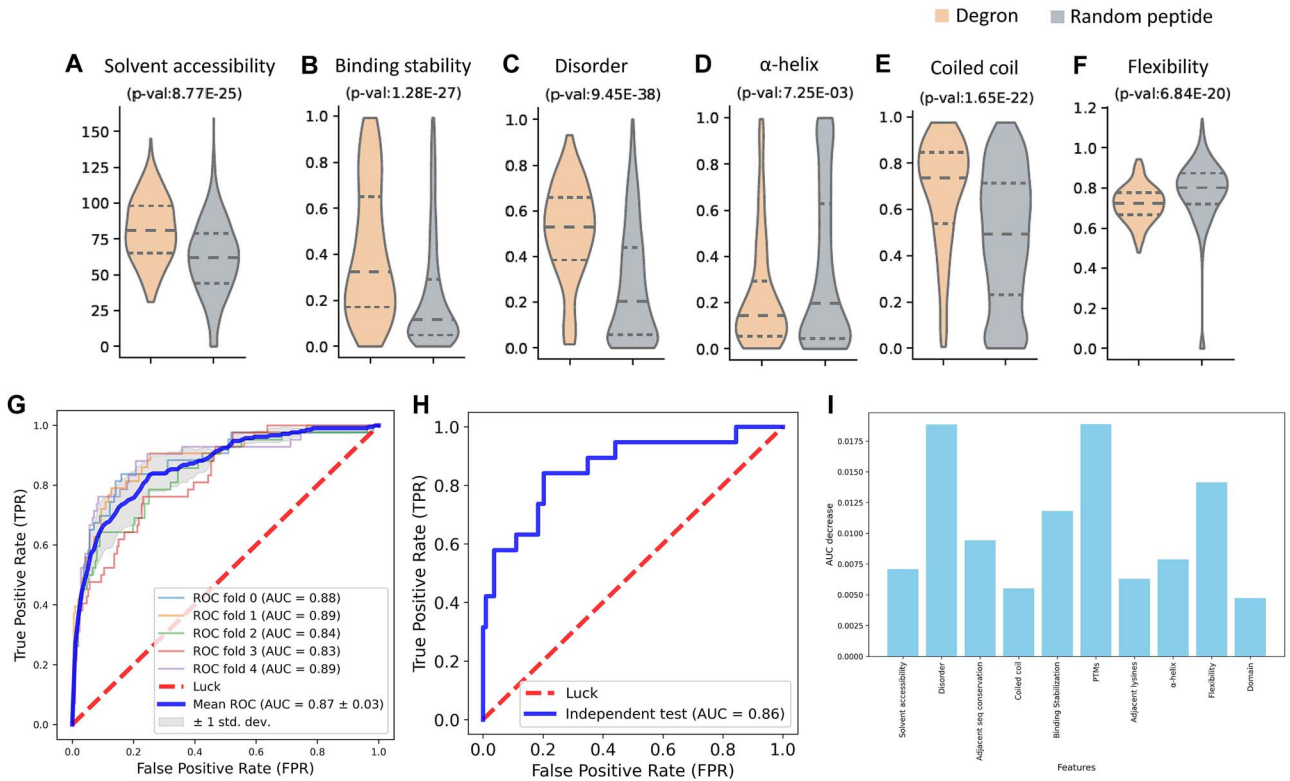 Degron Random peptide
A Solvent accessibility
(p-val:8.77E-25)
150
125
100
75
50
25
0
B Binding stability
(p-val:1.28E-27)
1.0
0.8
0.6
0.4
0.2
0.0
C Disorder
(p-val:9.45E-38)
1.0
0.8
0.6
0.4
0.2
0.0
D α-helix
(p-val:7.25E-03)
1.0
0.8
0.6
0.4
0.2
0.0
E Coiled coil
(p-val:1.65E-22)
1.0
0.8
0.6
0.4
0.2
0.0
F Flexibility
(p-val:6.84E-20)
1.2
1.0
0.8
0.6
0.4
0.2
0.0
G
True Positive Rate (TPR)
1.0
0.8
0.6
0.4
0.2
0.0
ROC fold 0 (AUC = 0.88)
ROC fold 1 (AUC = 0.89)
ROC fold 2 (AUC = 0.84)
ROC fold 3 (AUC = 0.83)
ROC fold 4 (AUC = 0.89)
Luck
Mean ROC (AUC = 0.87 ± 0.03)
± 1 std. dev.
0.0 0.2 0.4 0.6 0.8 1.0
False Positive Rate (FPR)
H
True Positive Rate (TPR)
1.0
0.8
0.6
0.4
0.2
0.0
Luck
Independent test (AUC = 0.86)
0.0 0.2 0.4 0.6 0.8 1.0
False Positive Rate (FPR)
I
AUC decrease
0.0175
0.0150
0.0125
0.0100
0.0075
0.0050
0.0025
0.0000
Solvent accessibility
Disorder
Adjacent seq conservation
Coiled coil
Binding Stabilization
PTMs
Adjacent lysines
α-helix
Flexibility
Domain
Features